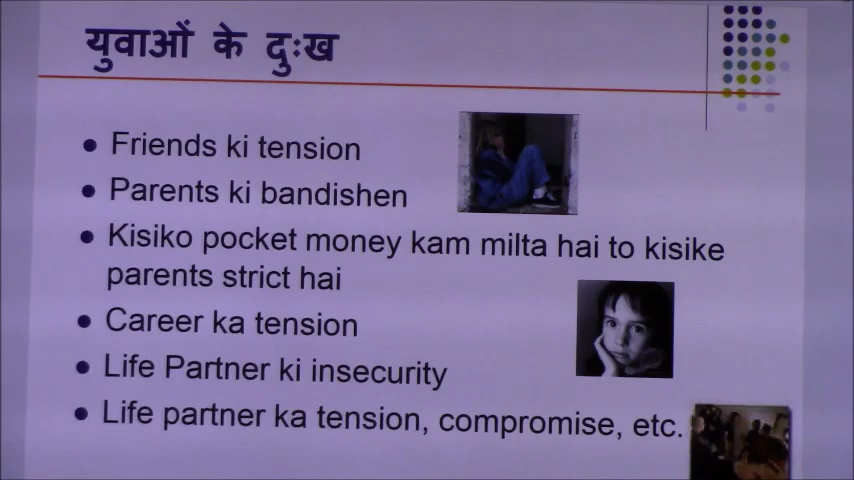 युवाओं के दुःख
• Friends ki tension
• Parents ki bandishen
• Kisiko pocket money kam milta hai to kisike
parents strict hai
• Career ka tension
• Life Partner ki insecurity
• Life partner ka tension, compromise, etc.